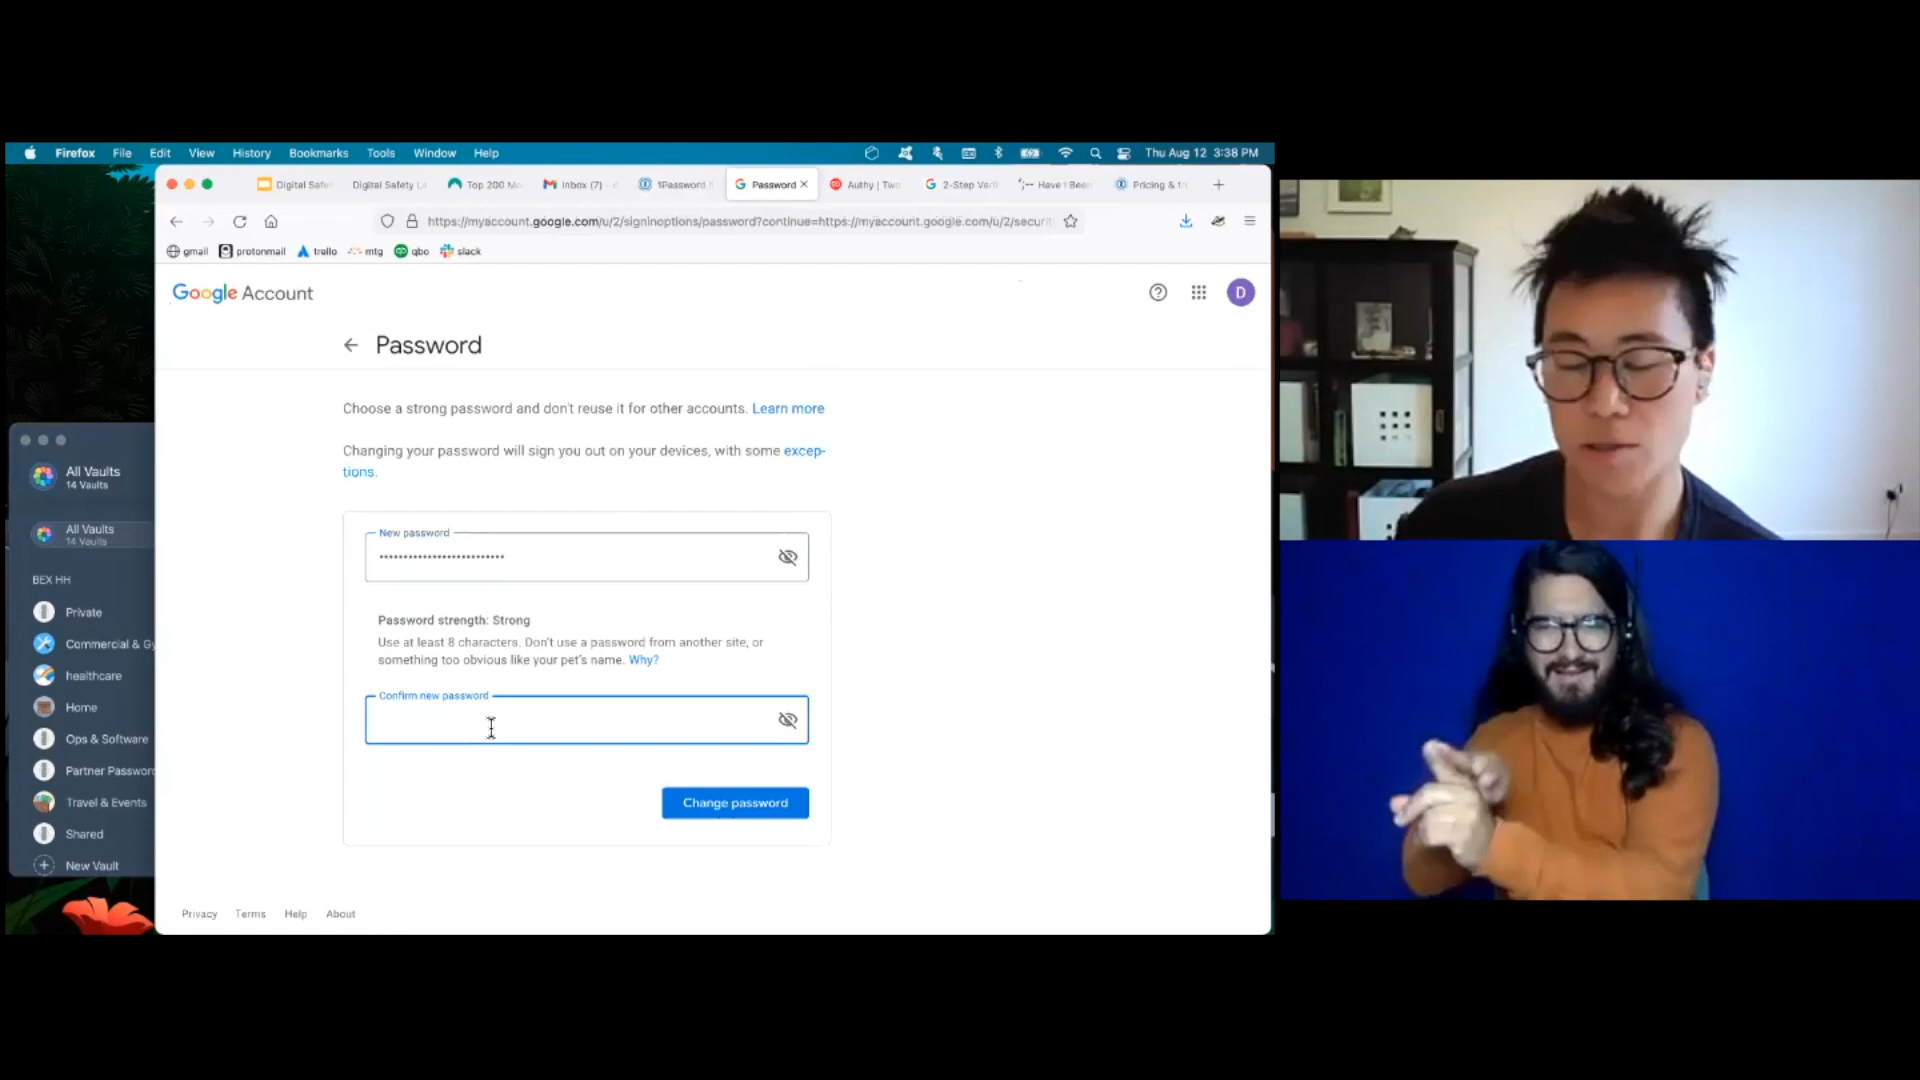 Firefox File Edit View History Bookmarks Tools Window Help Thu Aug 12 3:38 PM
Digital Safe Digital Safety Top 200 Mo Inbox (7) 1Password Password Authy | Two 2-Step Veri Have I Been Pricing &
https://myaccount.google.com/u/2/signinoptions/password?continue=https://myaccount.google.com/u/2/securi
gmail protonmail trello mtg qbo slack
Google Account
D
Password
Choose a strong password and don't reuse it for other accounts. Learn more
Changing your password will sign you out on your devices, with some excep-
tions.
New password
Password strength: Strong
Use at least 8 characters. Don't use a password from another site, or
something too obvious like your pet's name. Why?
Confirm new password
Change password
Privacy Terms Help About
All Vaults
14 Vaults
All Vaults
14 Vaults
BEX HH
Private
Commercial & Gy
healthcare
Home
Ops & Software
Partner Password
Travel & Events
Shared
New Vault